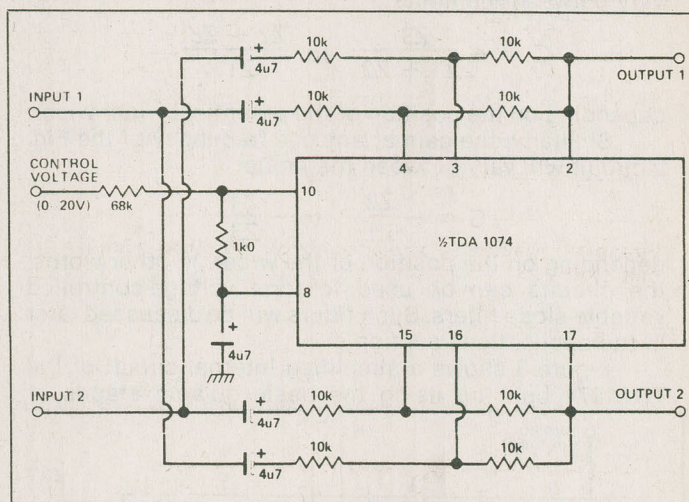 10k 10k
+
4u7
OUTPUT 1
10k 10k
INPUT 1
+
4u7
CONTROL
VOLTAGE
4 3 2
10
(0 20V)
68k
1k0
½TDA 1074
8
+
4u7
15 16 17
INPUT 2
+
4u7
10k 10k
OUTPUT 2
10k 10k
+
4u7